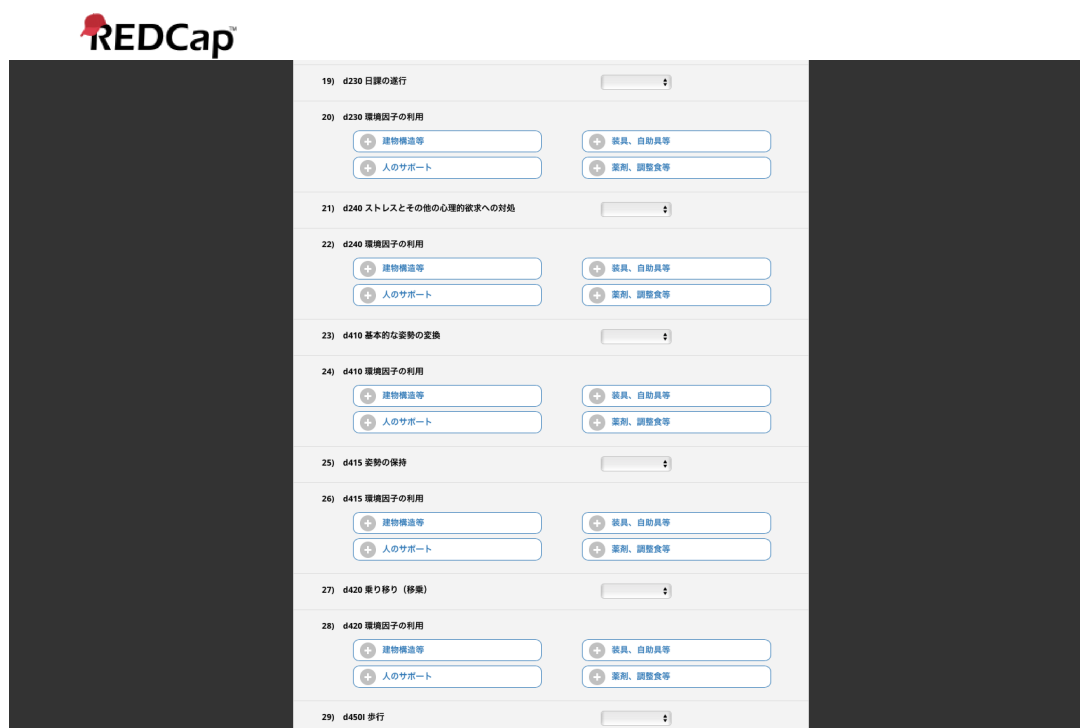 REDCap™
19) d230 日課の遂行
20) d230 環境因子の利用
建物構造等 装具、自助具等
人のサポート 薬剤、調整食等
21) d240 ストレスとその他の心理的欲求への対処
22) d240 環境因子の利用
建物構造等 装具、自助具等
人のサポート 薬剤、調整食等
23) d410 基本的な姿勢の変換
24) d410 環境因子の利用
建物構造等 装具、自助具等
人のサポート 薬剤、調整食等
25) d415 姿勢の保持
26) d415 環境因子の利用
建物構造等 装具、自助具等
人のサポート 薬剤、調整食等
27) d420 乗り移り（移乗）
28) d420 環境因子の利用
建物構造等 装具、自助具等
人のサポート 薬剤、調整食等
29) d450I 歩行